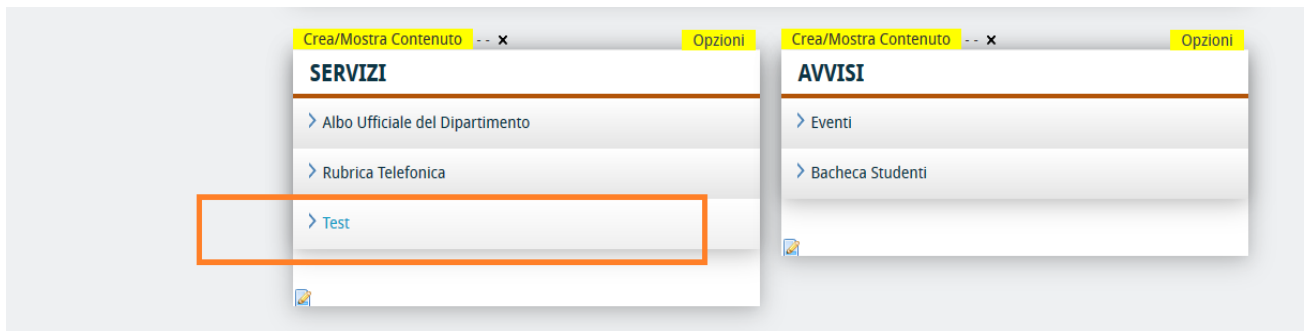 Crea/Mostra Contenuto - - × Opzioni
SERVIZI
> Albo Ufficiale del Dipartimento
> Rubrica Telefonica
> Test
Crea/Mostra Contenuto - - × Opzioni
AVVISI
> Eventi
> Bacheca Studenti